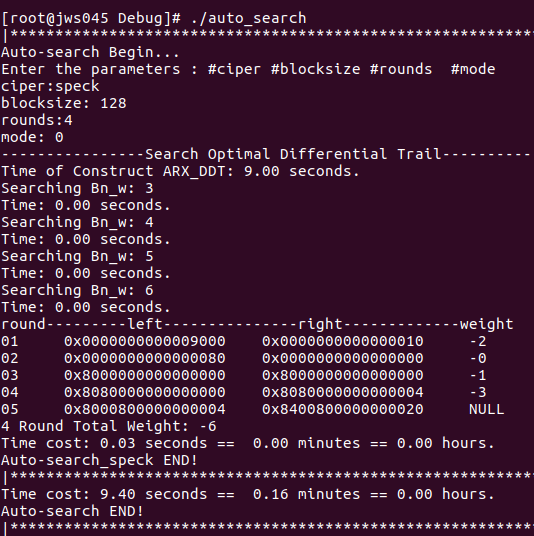 [root@jws045 Debug]# ./auto_search
|**********************************************************
Auto-search Begin...
Enter the parameters : #ciper #blocksize #rounds  #mode
ciper:speck
blocksize: 128
rounds:4
mode: 0
----------------Search Optimal Differential Trail----------
Time of Construct ARX_DDT: 9.00 seconds.
Searching Bn_w: 3
Time: 0.00 seconds.
Searching Bn_w: 4
Time: 0.00 seconds.
Searching Bn_w: 5
Time: 0.00 seconds.
Searching Bn_w: 6
Time: 0.00 seconds.
round---------left---------------right-------------weight
01     0x0000000000009000    0x0000000000000010     -2
02     0x0000000000000080    0x0000000000000000     -0
03     0x8000000000000000    0x8000000000000000     -1
04     0x8080000000000000    0x8080000000000004     -3
05     0x8000800000000004    0x8400800000000020     NULL
4 Round Total Weight: -6
Time cost: 0.03 seconds ==  0.00 minutes == 0.00 hours.
Auto-search_speck END!
|**********************************************************
Time cost: 9.40 seconds ==  0.16 minutes == 0.00 hours.
Auto-search END!
|**********************************************************